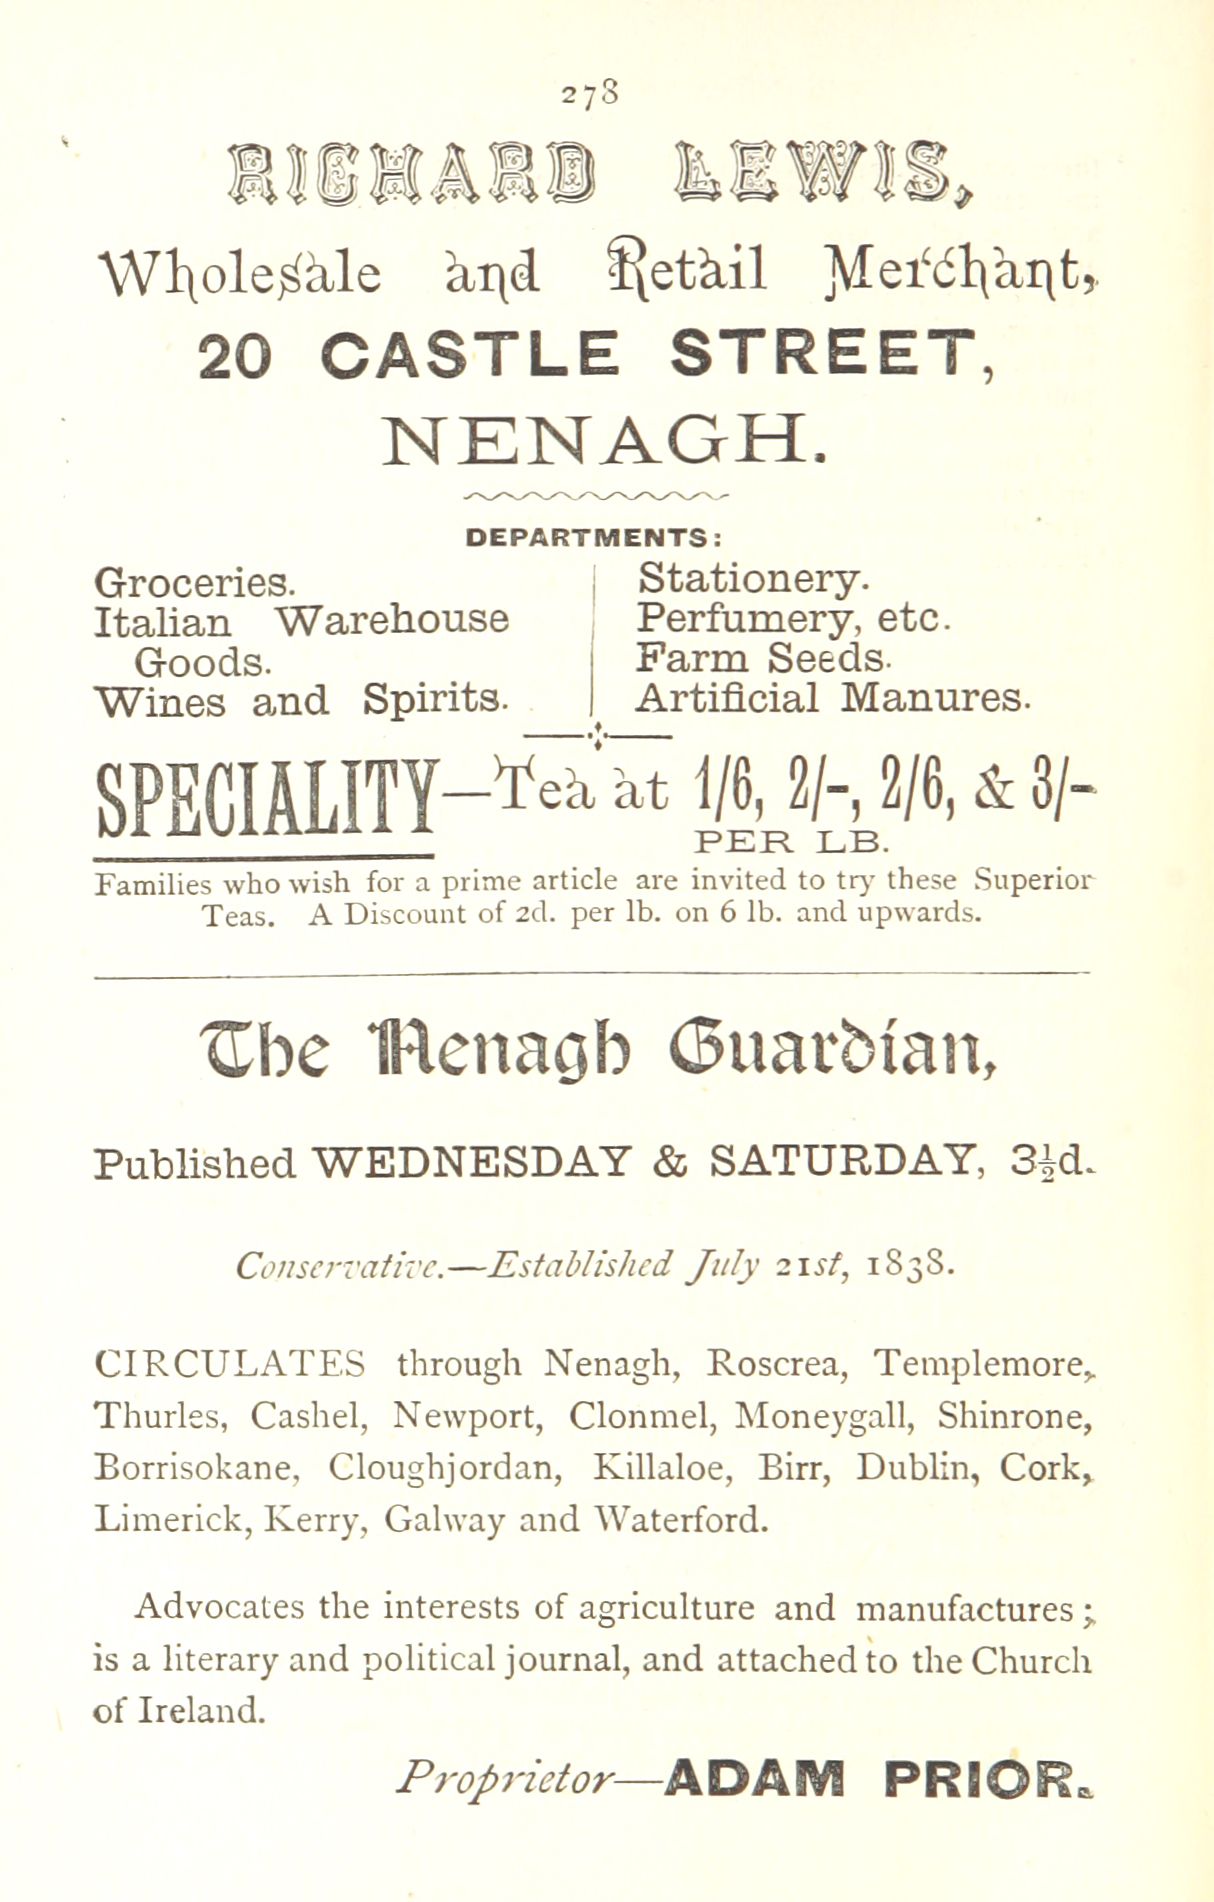 278
RICHARD LEWIS,
Wholesale and Retail Merchant,
20 CASTLE STREET,
NENAGH.
DEPARTMENTS:
Groceries.
Italian Warehouse
Goods.
Wines and Spirits.
Stationery.
Perfumery, etc.
Farm Seeds.
Artificial Manures.
SPECIALITY—Tea at 1/6, 2/-, 2/6, & 3/-
PER LB.
Families who wish for a prime article are invited to try these Superior
Teas. A Discount of 2d. per lb. on 6 lb. and upwards.
The Nenagh Guardian,
Published WEDNESDAY & SATURDAY, 3½d.
Conservative.—Established July 21st, 1838.
CIRCULATES through Nenagh, Roscrea, Templemore,
Thurles, Cashel, Newport, Clonmel, Moneygall, Shinrone,
Borrisokane, Cloughjordan, Killaloe, Birr, Dublin, Cork,
Limerick, Kerry, Galway and Waterford.
Advocates the interests of agriculture and manufactures;
is a literary and political journal, and attached to the Church
of Ireland.
Proprietor—ADAM PRIOR.